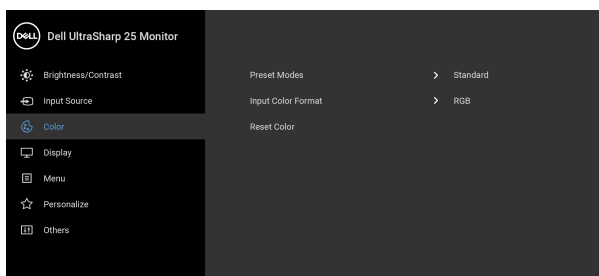 DELL Dell UltraSharp 25 Monitor
Brightness/Contrast
Preset Modes > Standard
Input Source
Input Color Format > RGB
Color
Reset Color
Display
Menu
Personalize
Others